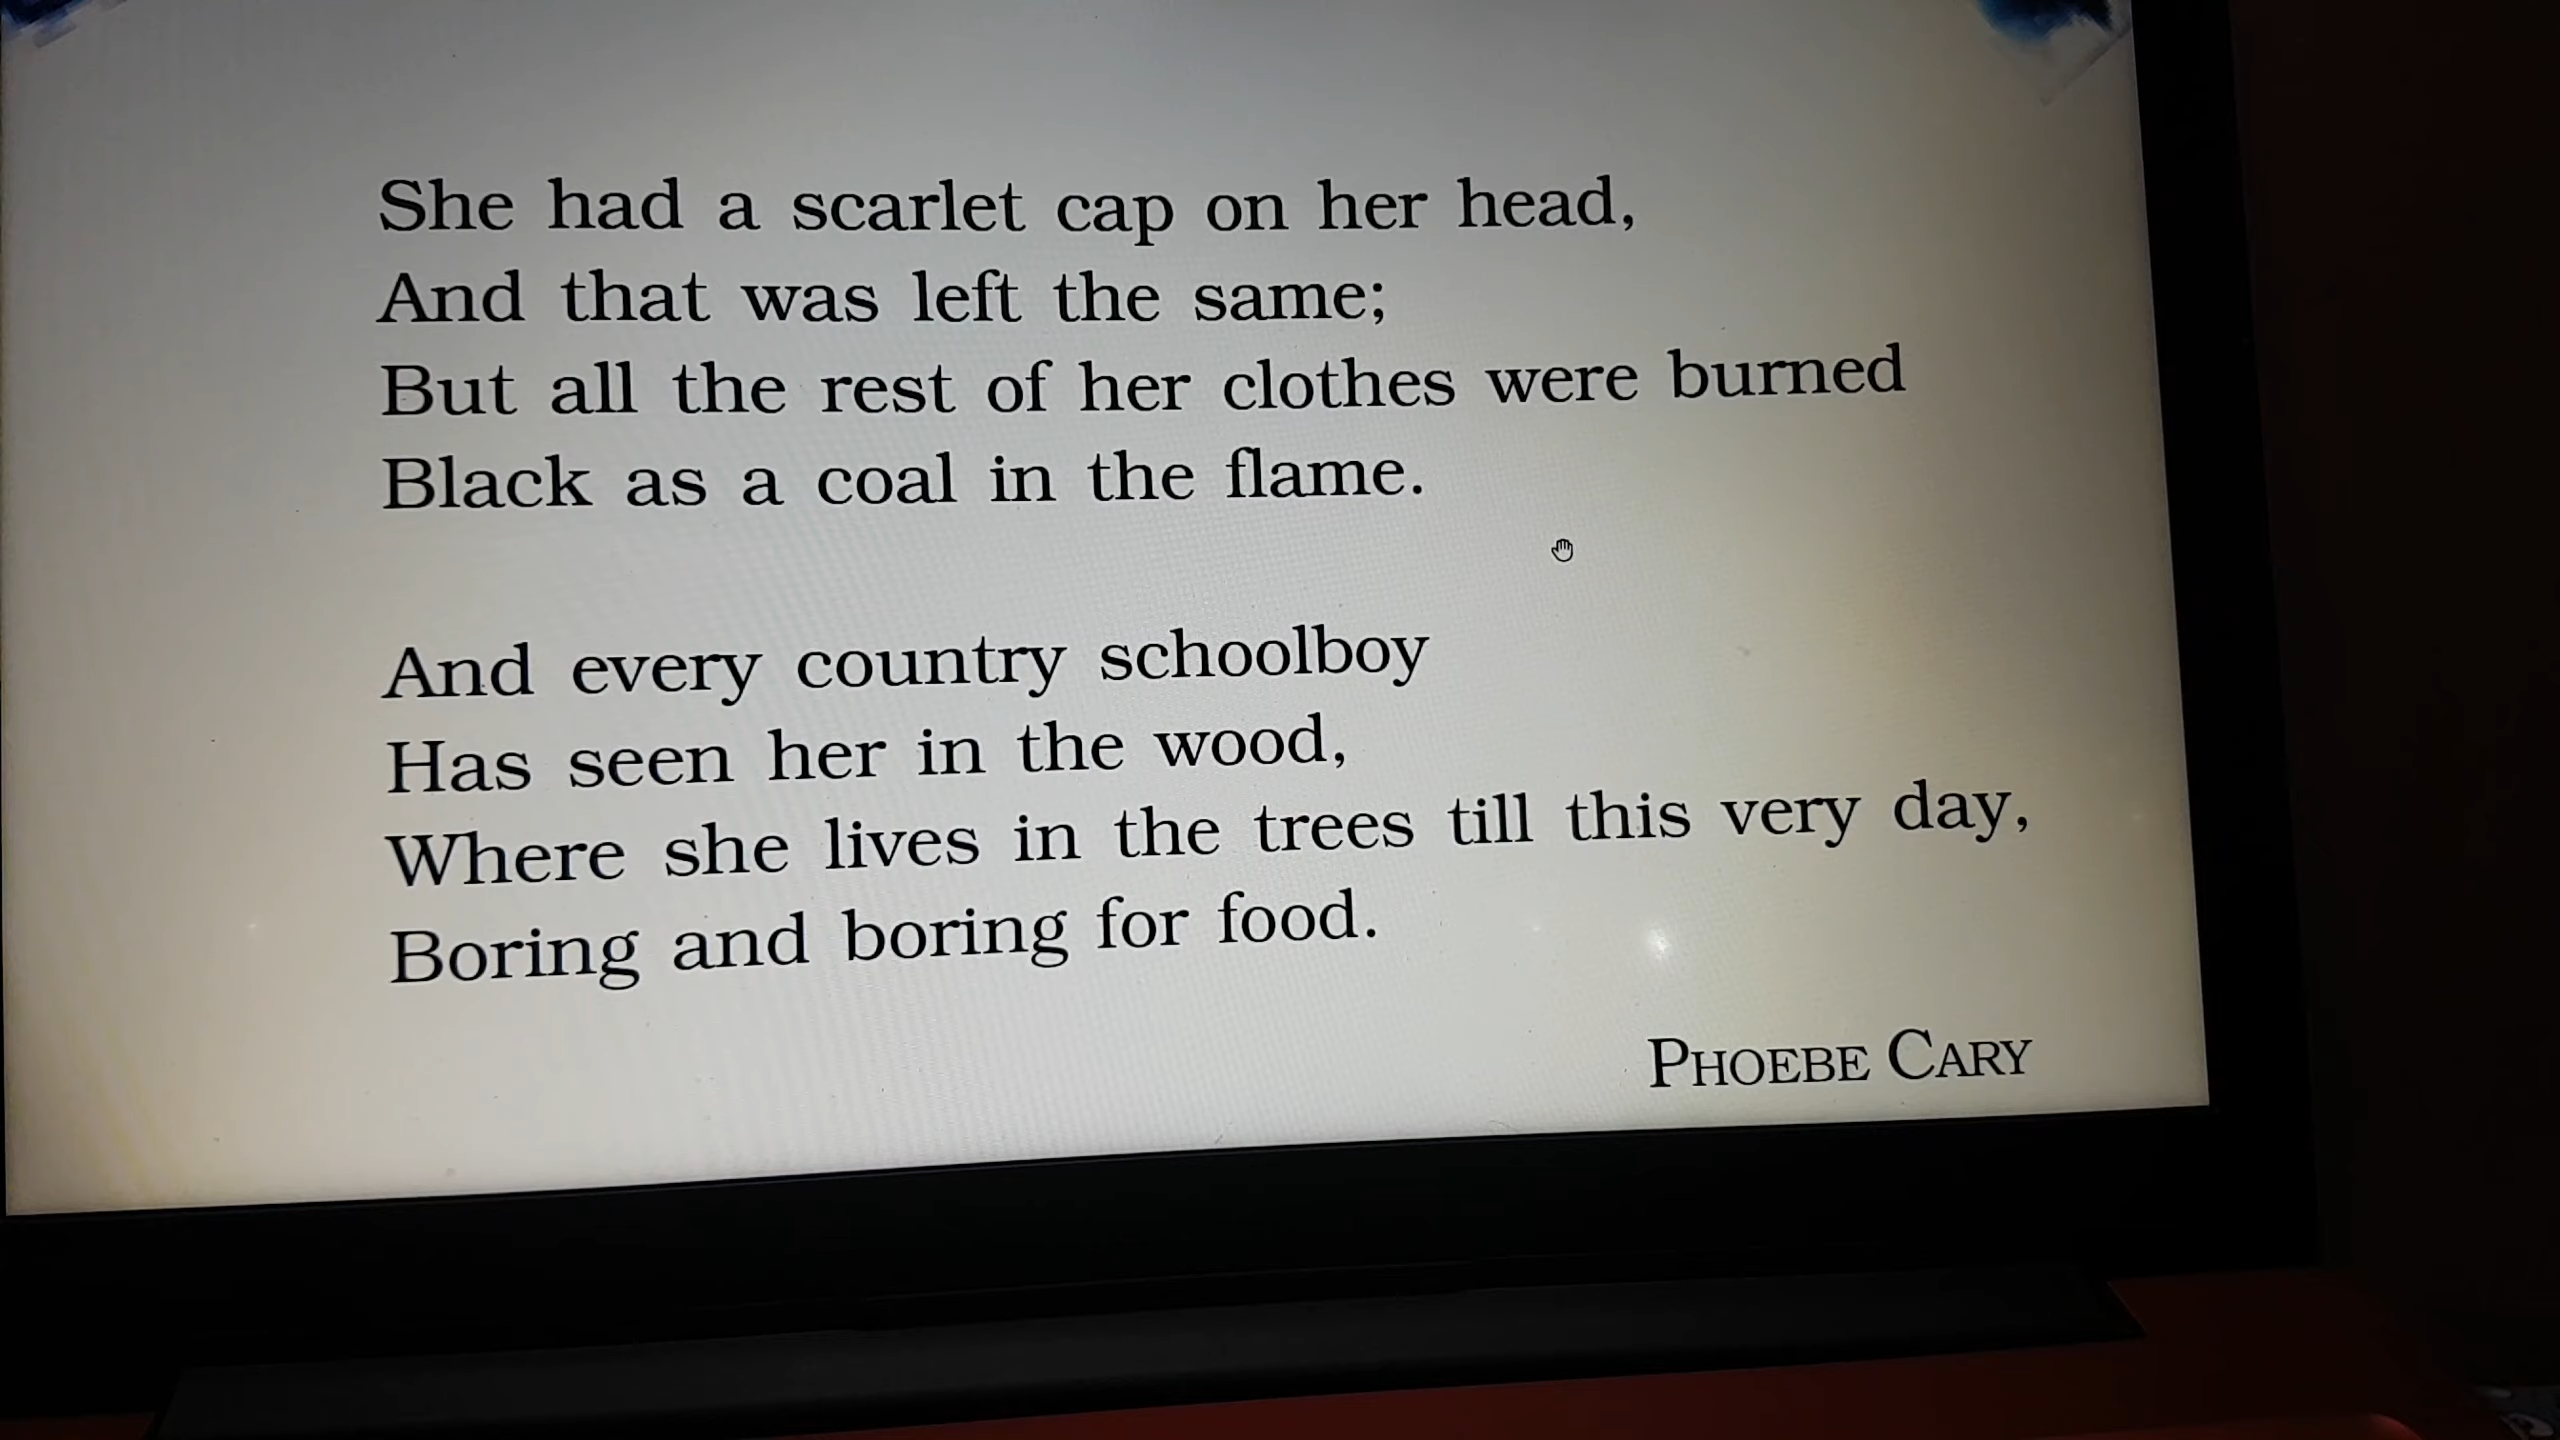 She had a scarlet cap on her head,
And that was left the same;
But all the rest of her clothes were burned
Black as a coal in the flame.
And every country schoolboy
Has seen her in the wood,
Where she lives in the trees till this very day,
Boring and boring for food.
PHOEBE CARY